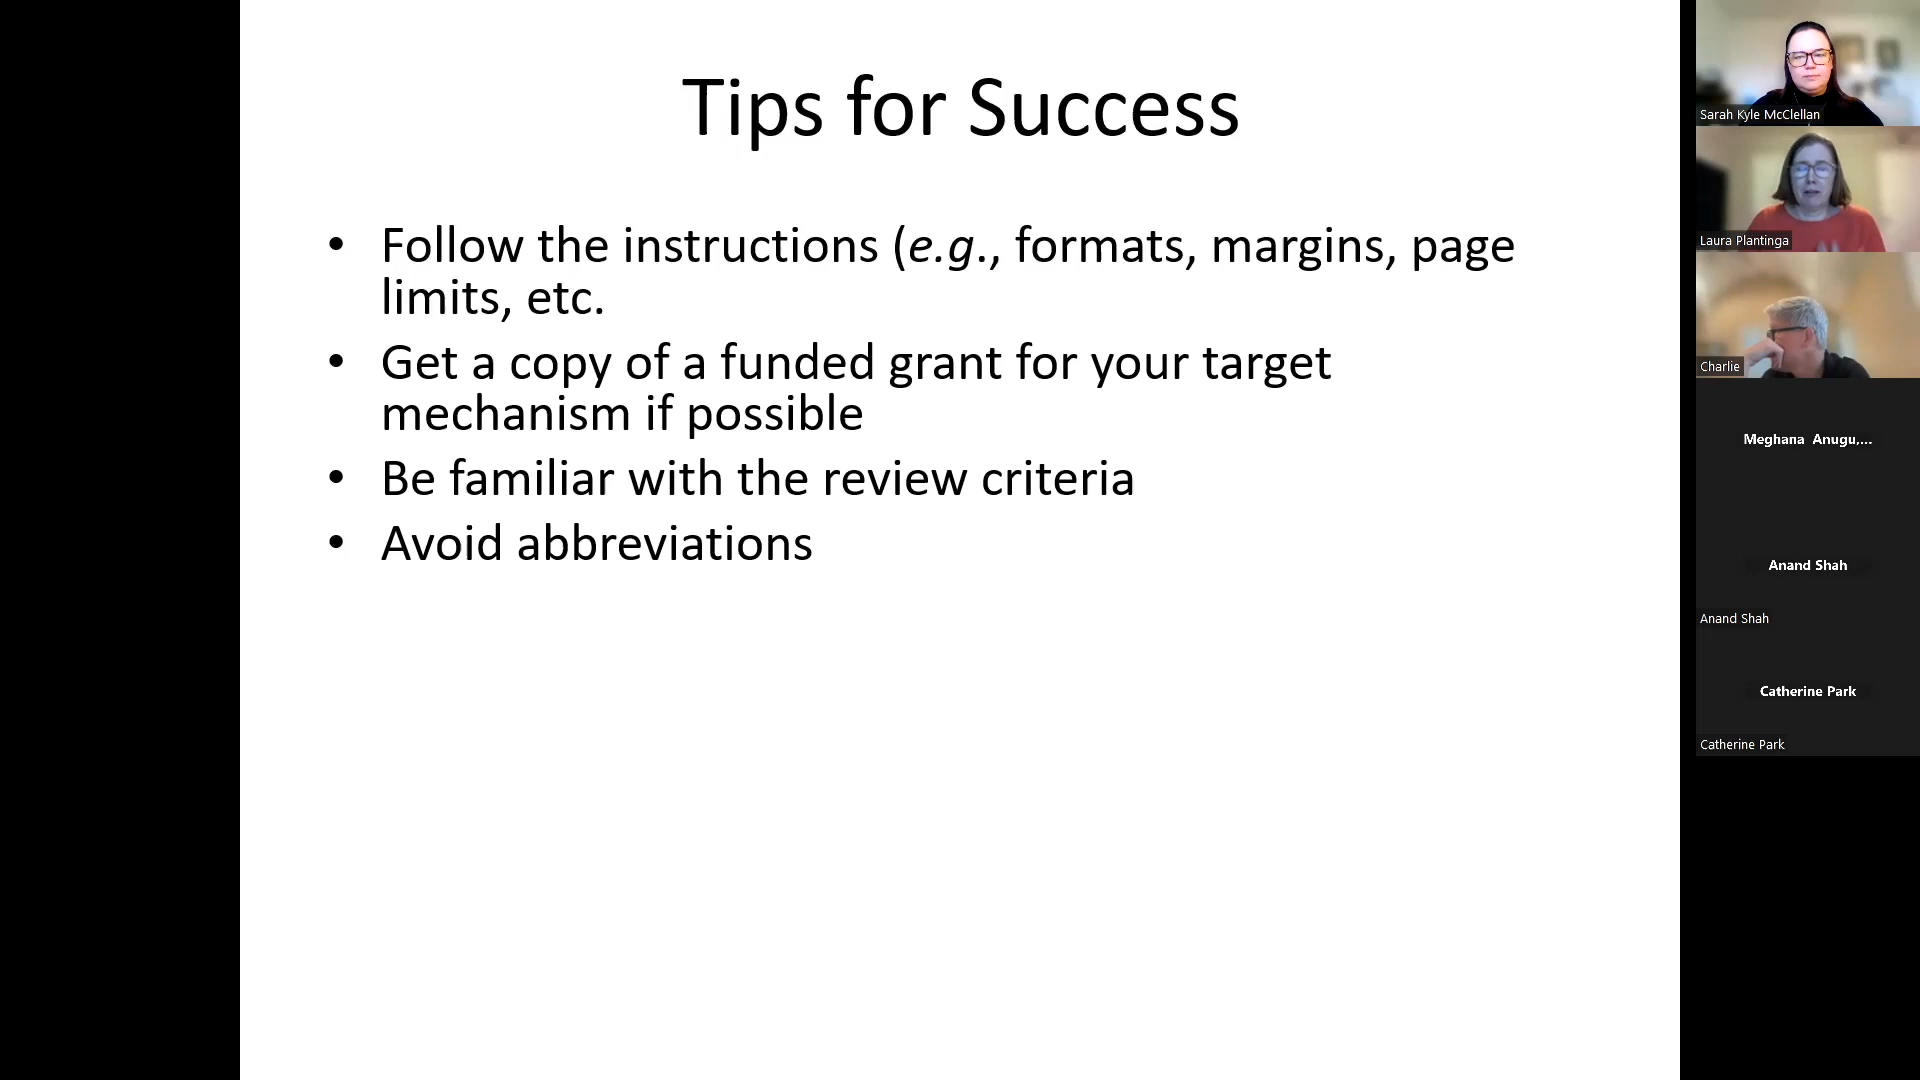 Tips for Success
• Follow the instructions (e.g., formats, margins, page
limits, etc.
• Get a copy of a funded grant for your target
mechanism if possible
• Be familiar with the review criteria
• Avoid abbreviations
Sarah Kyle McClellan
Laura Plantinga
Charlie
Meghana Anugu,...
Anand Shah
Anand Shah
Catherine Park
Catherine Park